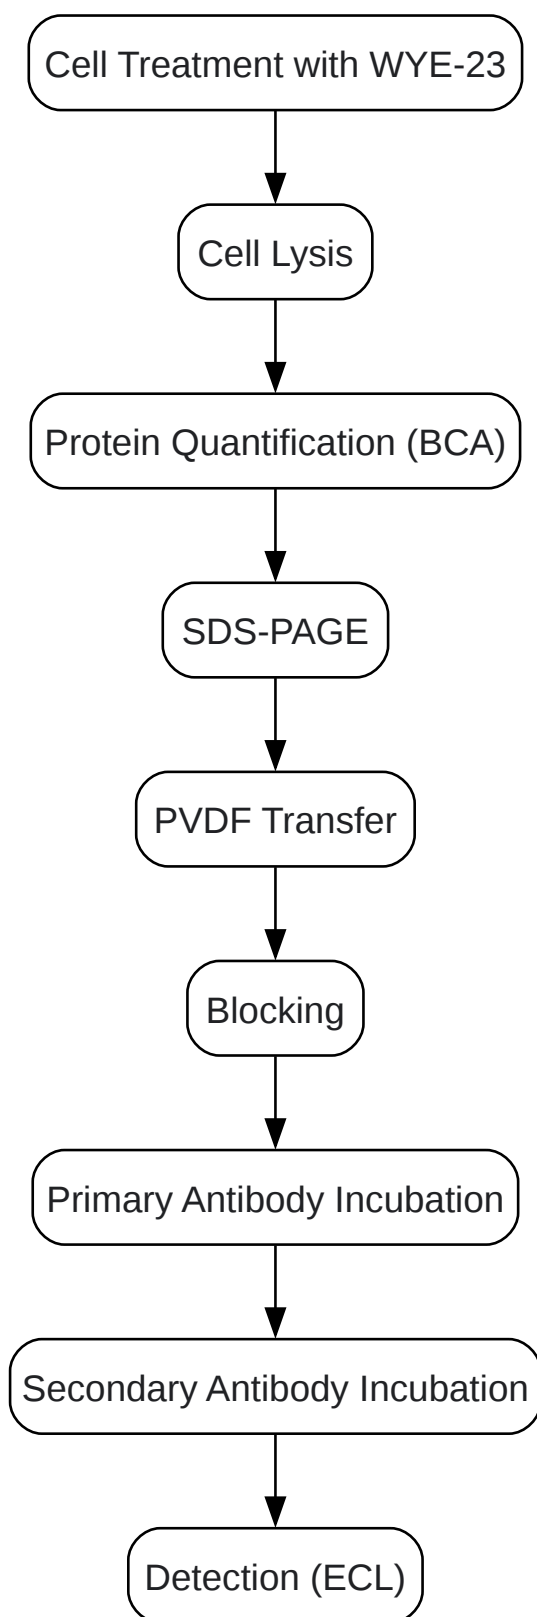 Cell Treatment with WYE-23
Cell Lysis
Protein Quantification (BCA)
SDS-PAGE
PVDF Transfer
Blocking
Primary Antibody Incubation
Secondary Antibody Incubation
Detection (ECL)